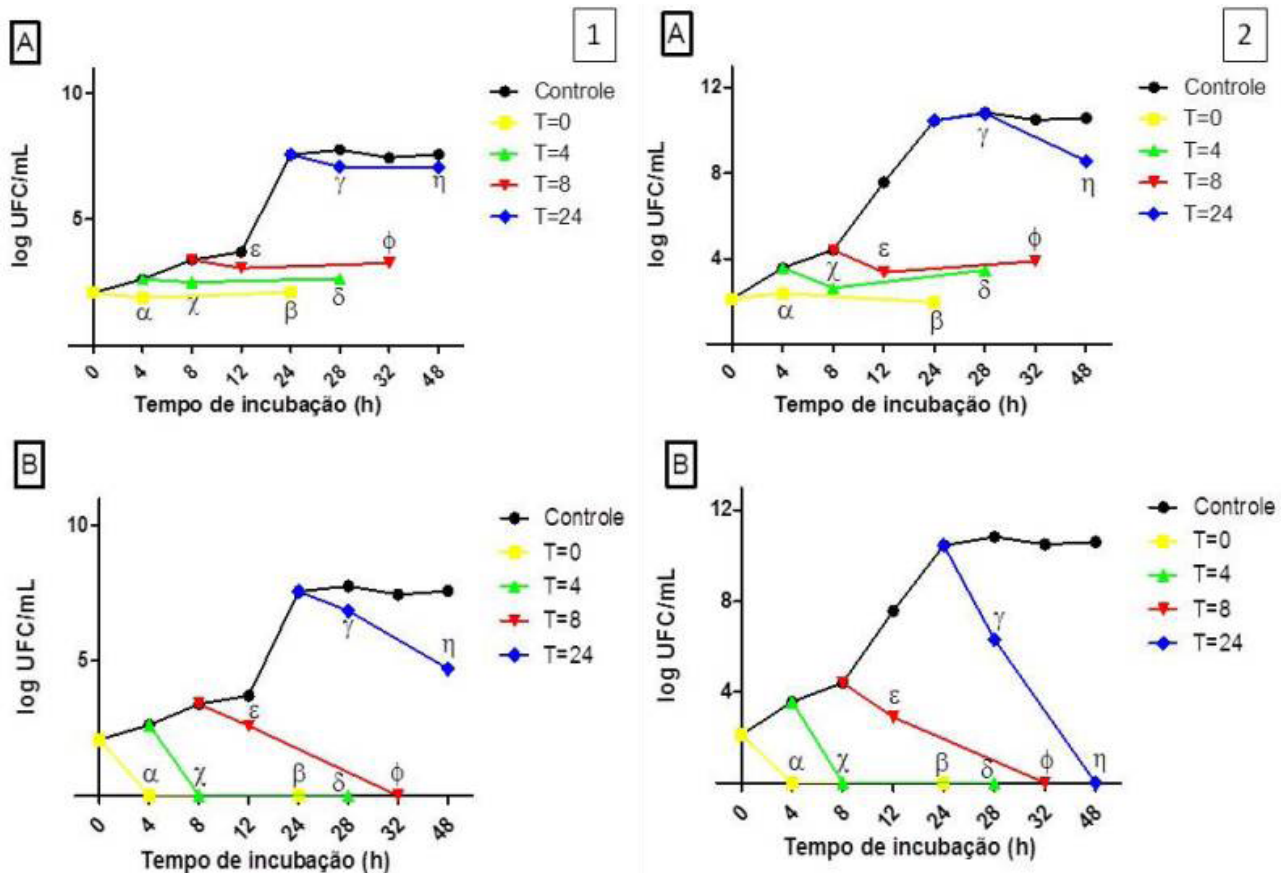 A
1
10
5
log UFC/mL
Controle
T=0
T=4
T=8
T=24
α
χ
β
δ
ε
ϕ
γ
η
0 4 8 12 24 28 32 48
Tempo de incubação (h)
A
2
12
8
4
log UFC/mL
Controle
T=0
T=4
T=8
T=24
α
χ
ε
β
δ
ϕ
γ
η
0 4 8 12 24 28 32 48
Tempo de incubação (h)
B
10
5
log UFC/mL
Controle
T=0
T=4
T=8
T=24
α
χ
ε
β
δ
ϕ
γ
η
0 4 8 12 24 28 32 48
Tempo de incubação (h)
B
12
8
4
log UFC/mL
Controle
T=0
T=4
T=8
T=24
α
χ
ε
β
δ
ϕ
γ
η
0 4 8 12 24 28 32 48
Tempo de incubação (h)